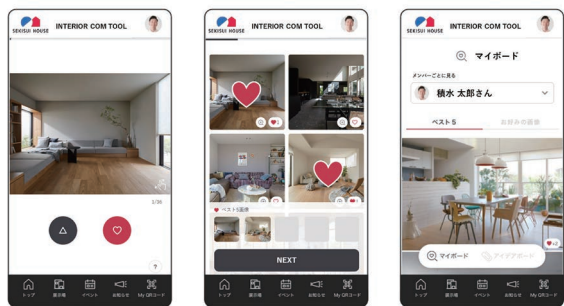 SEKISUI HOUSE
INTERIOR COM TOOL
1/36
?
トップ
展示場
イベント
お知らせ
My QRコード
SEKISUI HOUSE
INTERIOR COM TOOL
ベスト5画像
NEXT
トップ
展示場
イベント
お知らせ
My QRコード
SEKISUI HOUSE
INTERIOR COM TOOL
マイボード
メンバーごとに見る
積水 太郎さん
ベスト5
お好みの画像
×2
マイボード
アイデアボード
トップ
展示場
イベント
お知らせ
My QRコード